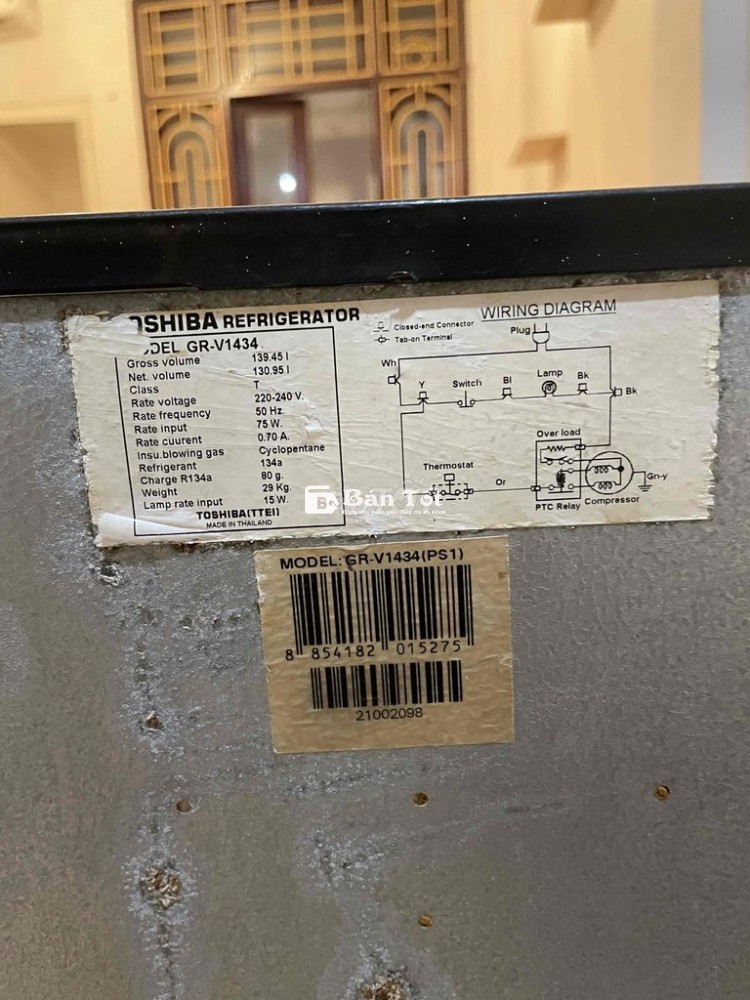 OSHIBA REFRIGERATOR
ODEL GR-V1434
Gross volume 139.45 l
Net. volume 130.95 l
Class T
Rate voltage 220-240 V.
Rate frequency 50 Hz.
Rate input 75 W.
Rate cuurent 0.70 A.
Insu.blowing gas Cyclopentane
Refrigerant 134a
Charge R134a 80 g.
Weight 29 Kg.
Lamp rate input 15 W.
TOSHIBA(TTEI)
MADE IN THAILAND
WIRING DIAGRAM
Closed-end Connector
Tab-on Terminal
Plug
Wh
Y
Switch
Bl
Lamp
Bk
Bk
Over load
Thermostat
Or
Gn-y
PTC Relay
Compressor
Bán Tốt
MODEL: GR-V1434(PS1)
8 854182 015275
21002098